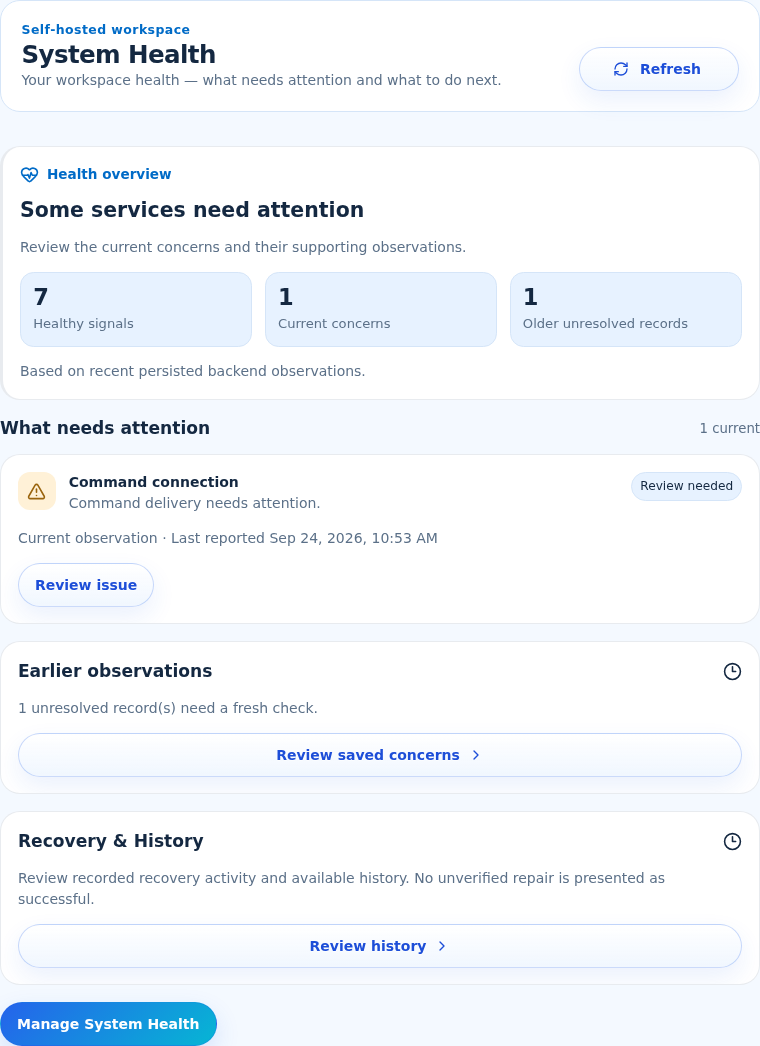 Self-hosted workspace
System Health
Your workspace health — what needs attention and what to do next.
Refresh
Health overview
Some services need attention
Review the current concerns and their supporting observations.
7
Healthy signals
1
Current concerns
1
Older unresolved records
Based on recent persisted backend observations.
What needs attention
1 current
Command connection
Command delivery needs attention.
Review needed
Current observation · Last reported Sep 24, 2026, 10:53 AM
Review issue
Earlier observations
1 unresolved record(s) need a fresh check.
Review saved concerns
Recovery & History
Review recorded recovery activity and available history. No unverified repair is presented as
successful.
Review history
Manage System Health